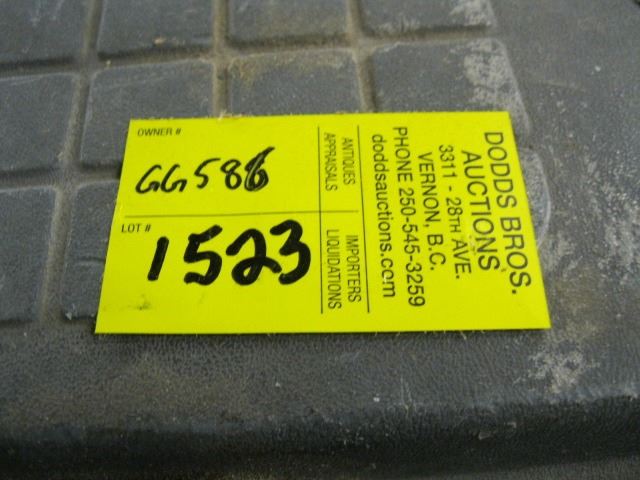 OWNER #
GG586
LOT #
1523
ANTIQUES
APPRAISALS
IMPORTERS
LIQUIDATIONS
DODDS BROS.
AUCTIONS
3311 - 28TH AVE.
VERNON, B.C.
PHONE 250-545-3259
doddsauctions.com